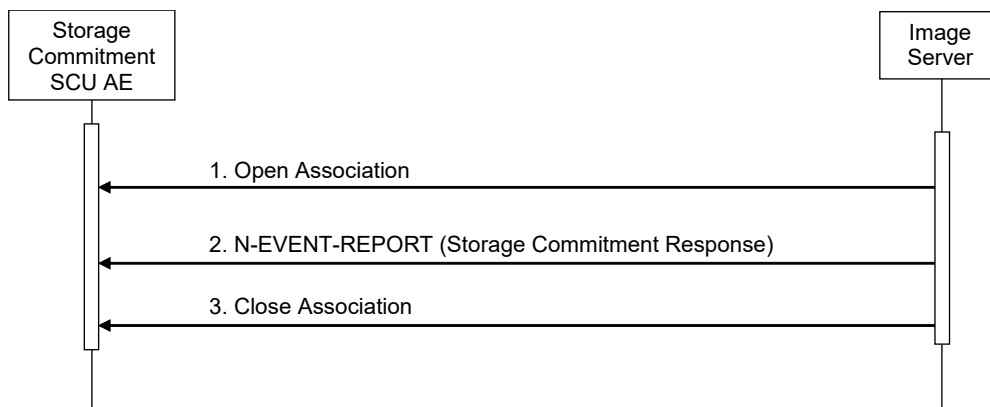 Storage
Commitment
SCU AE
Image
Server
1. Open Association
2. N-EVENT-REPORT (Storage Commitment Response)
3. Close Association